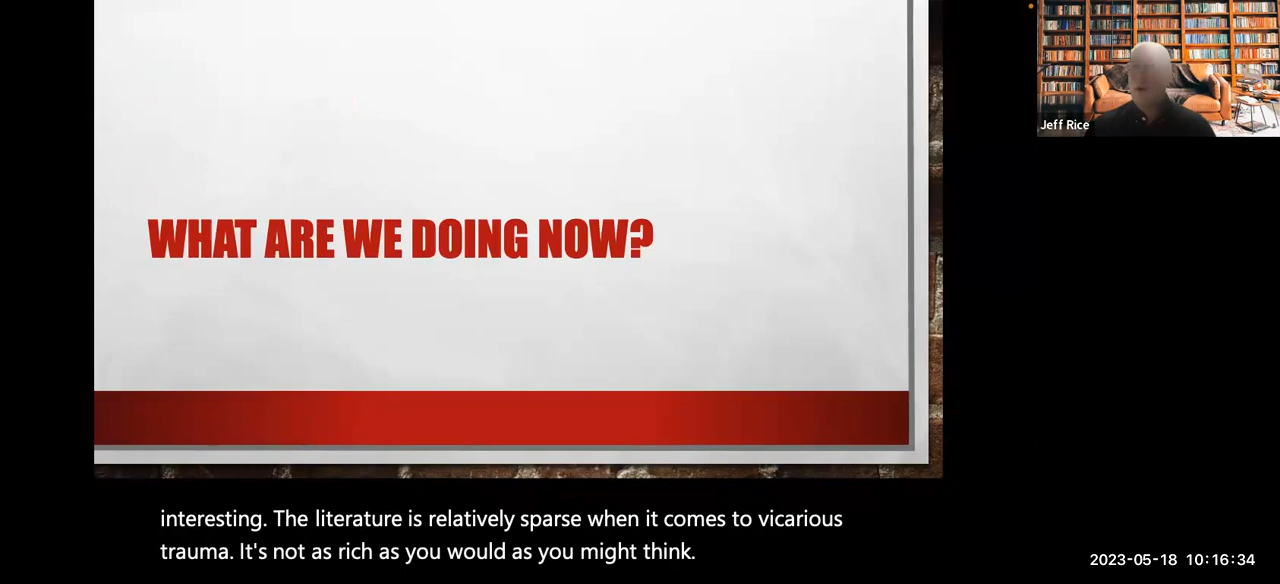 Jeff Rice
WHAT ARE WE DOING NOW?
interesting. The literature is relatively sparse when it comes to vicarious
trauma. It's not as rich as you would as you might think.
2023-05-18 10:16:34